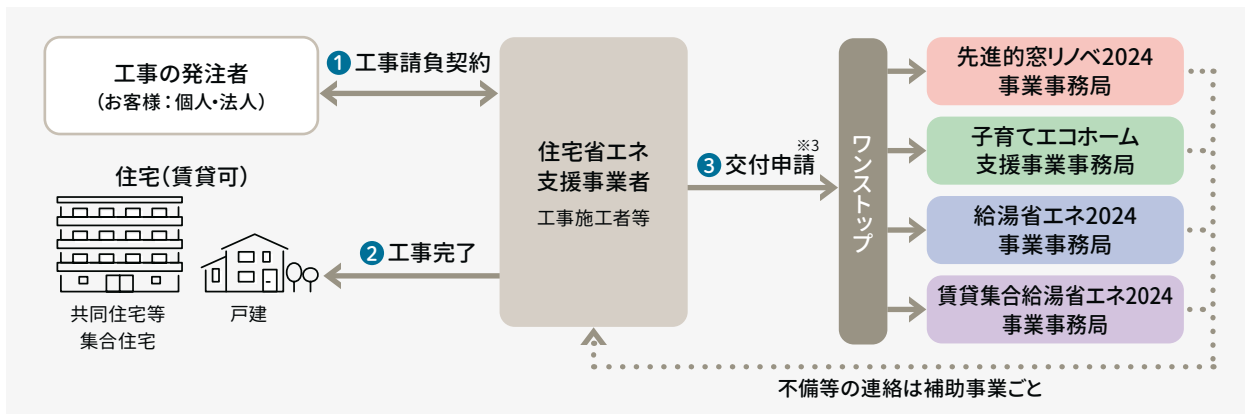 工事の発注者
（お客様：個人・法人）
1 工事請負契約
住宅（賃貸可）
共同住宅等
集合住宅
戸建
2 工事完了
住宅省エネ
支援事業者
工事施工者等
3 交付申請※3
ワンストップ
先進的窓リノベ2024
事業事務局
子育てエコホーム
支援事業事務局
給湯省エネ2024
事業事務局
賃貸集合給湯省エネ2024
事業事務局
不備等の連絡は補助事業ごと